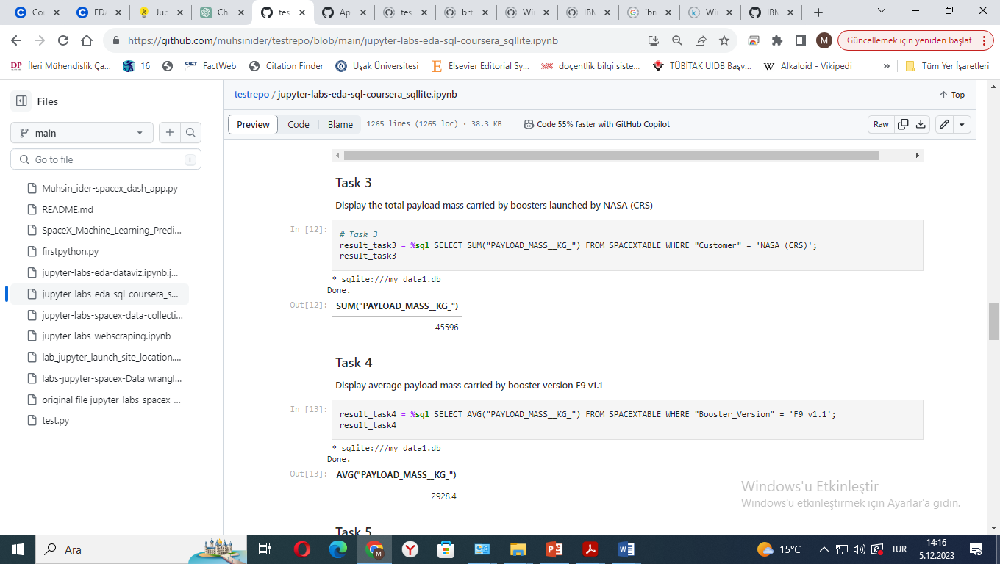 Cou
EDA
Jup
Cha
tes
Ap
tes
brt
Wi
IBN
ibn
Wi
IBN
https://github.com/muhsinider/testrepo/blob/main/jupyter-labs-eda-sql-coursera_sqllite.ipynb
M
Güncellemek için yeniden başlat
DP İleri Mühendislik Ça...
16
CACT FactWeb
Citation Finder
Uşak Üniversitesi
E Elsevier Editorial Sy...
doçentlik bilgi siste...
TÜBİTAK UIDB Başv...
W Alkaloid - Vikipedi
»
Tüm Yer İşaretleri
Files
main
Go to file
t
Muhsin_ider-spacex_dash_app.py
README.md
SpaceX_Machine_Learning_Predi...
firstpython.py
jupyter-labs-eda-dataviz.ipynb.j...
jupyter-labs-eda-sql-coursera_s...
jupyter-labs-spacex-data-collecti...
jupyter-labs-webscraping.ipynb
lab_jupyter_launch_site_location....
labs-jupyter-spacex-Data wrangl...
original file jupyter-labs-spacex-...
test.py
testrepo / jupyter-labs-eda-sql-coursera_sqllite.ipynb
Top
Preview Code Blame 1265 lines (1265 loc) · 38.3 KB Code 55% faster with GitHub Copilot
Raw
Task 3
Display the total payload mass carried by boosters launched by NASA (CRS)
In [12]:
# Task 3
result_task3 = %sql SELECT SUM("PAYLOAD_MASS__KG_") FROM SPACEXTABLE WHERE "Customer" = 'NASA (CRS)';
result_task3
* sqlite:///my_data1.db
Done.
Out[12]: SUM("PAYLOAD_MASS__KG_")
45596
Task 4
Display average payload mass carried by booster version F9 v1.1
In [13]:
result_task4 = %sql SELECT AVG("PAYLOAD_MASS__KG_") FROM SPACEXTABLE WHERE "Booster_Version" = 'F9 v1.1';
result_task4
* sqlite:///my_data1.db
Done.
Out[13]: AVG("PAYLOAD_MASS__KG_")
2928.4
Task 5
Windows'u Etkinleştir
Windows'u etkinleştirmek için Ayarlar'a gidin.
Ara
15°C
TUR
14:16
5.12.2023